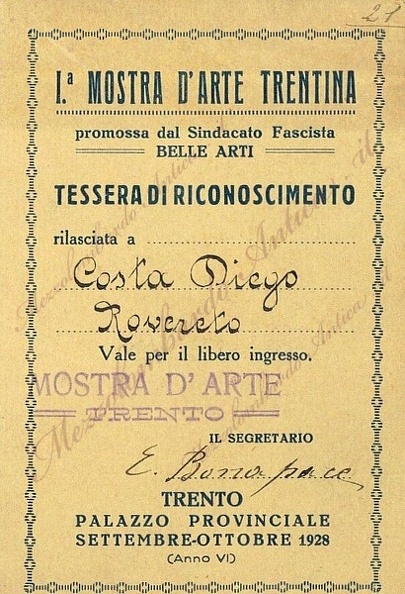 21
I.ª MOSTRA D'ARTE TRENTINA
promossa dal Sindacato Fascista
BELLE ARTI
TESSERA DI RICONOSCIMENTO
rilasciata a
Costa Diego
Rovereto
Vale per il libero ingresso.
MOSTRA D'ARTE
TRENTO
IL SEGRETARIO
E. Bonapace
TRENTO
PALAZZO PROVINCIALE
SETTEMBRE-OTTOBRE 1928
(Anno VI)